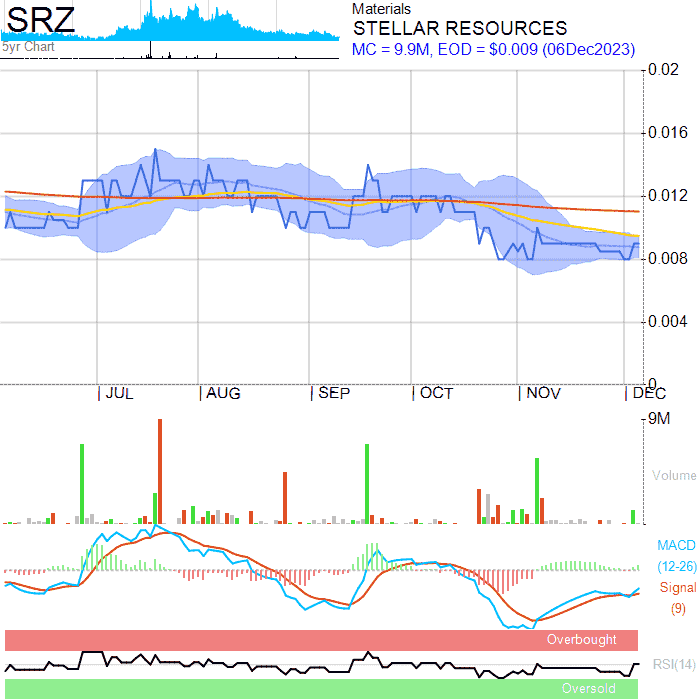 SRZ
5yr Chart
Materials
STELLAR RESOURCES
MC = 9.9M, EOD = $0.009 (06Dec2023)
0.02
0.016
0.012
0.008
0.004
0
JUL AUG SEP OCT NOV DEC
9M
Volume
MACD
(12-26)
Signal
(9)
Overbought
RSI(14)
Oversold